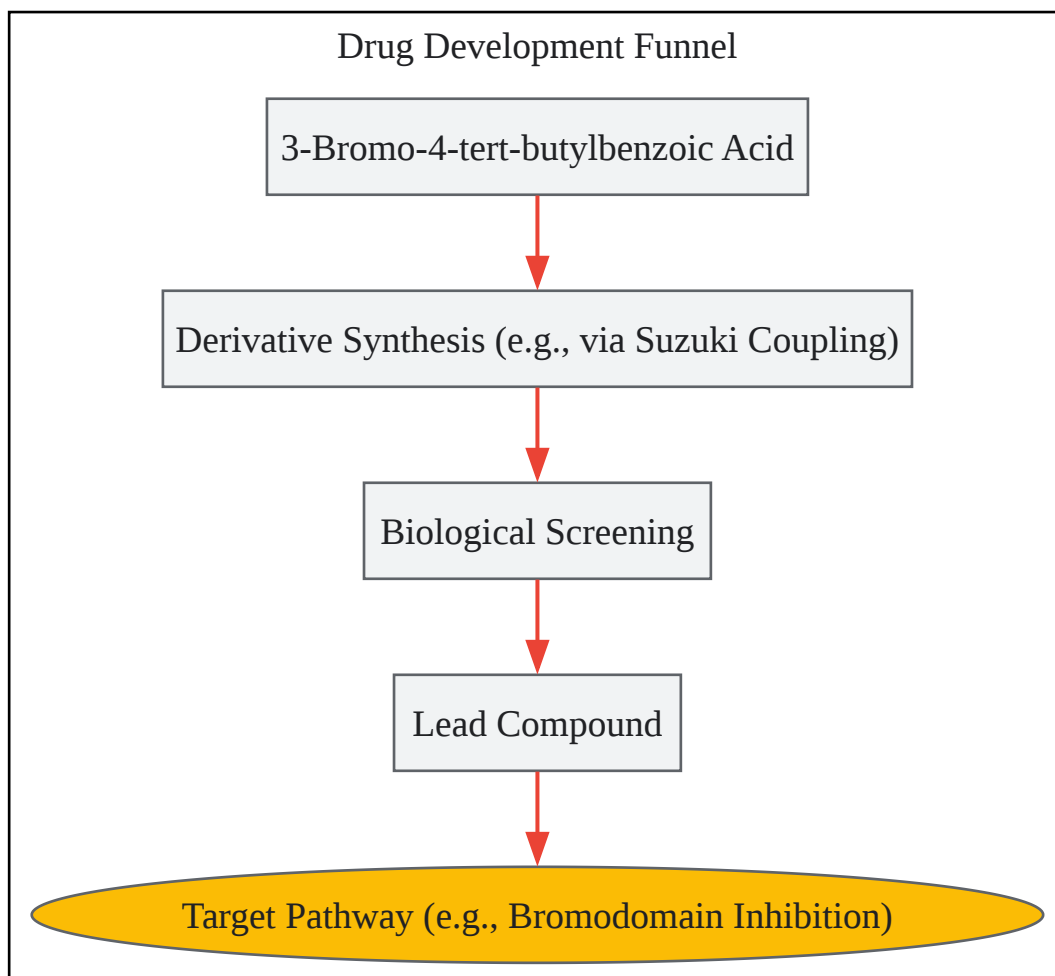 Drug Development Funnel
3-Bromo-4-tert-butylbenzoic Acid
Derivative Synthesis (e.g., via Suzuki Coupling)
Biological Screening
Lead Compound
Target Pathway (e.g., Bromodomain Inhibition)